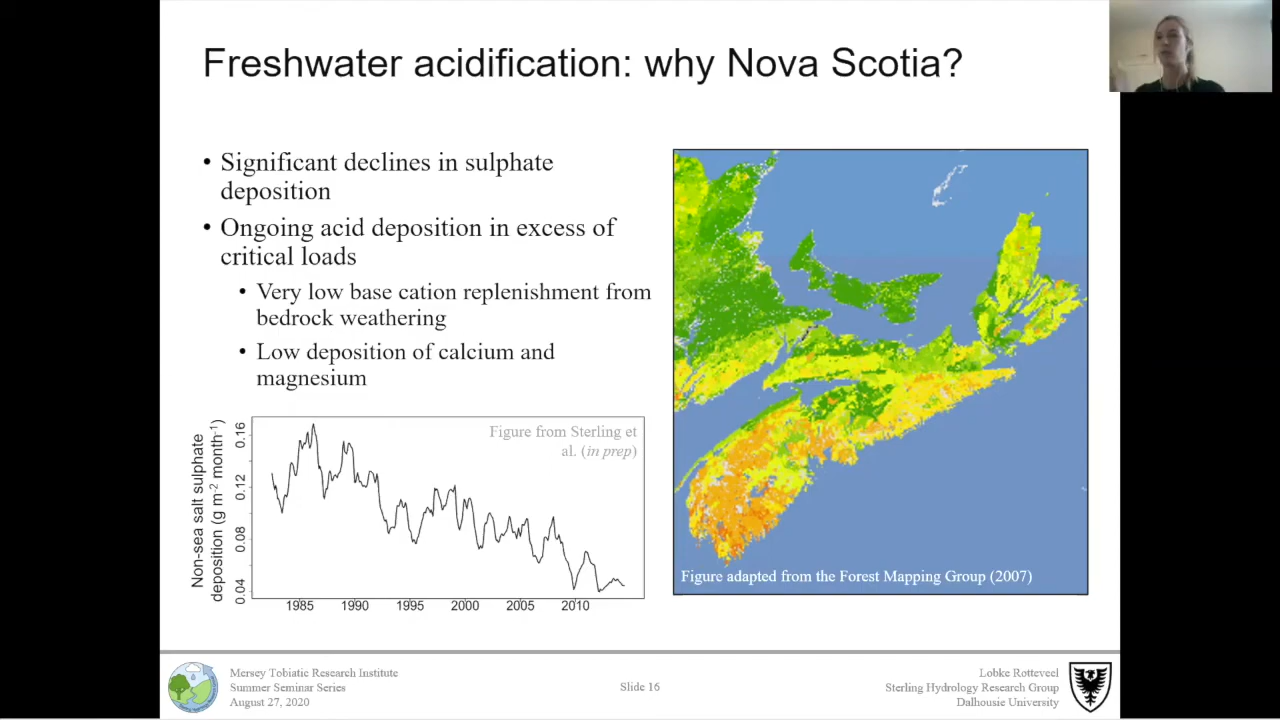 Freshwater acidification: why Nova Scotia?
• Significant declines in sulphate
deposition
• Ongoing acid deposition in excess of
critical loads
• Very low base cation replenishment from
bedrock weathering
• Low deposition of calcium and
magnesium
Non-sea salt sulphate
deposition (g m-2 month-1)
0.16
0.12
0.08
0.04
Figure from Sterling et
al. (in prep)
1985 1990 1995 2000 2005 2010
Figure adapted from the Forest Mapping Group (2007)
Mersey Tobiatic Research Institute
Summer Seminar Series
August 27, 2020
Slide 16
Lobke Rotteveel
Sterling Hydrology Research Group
Dalhousie University